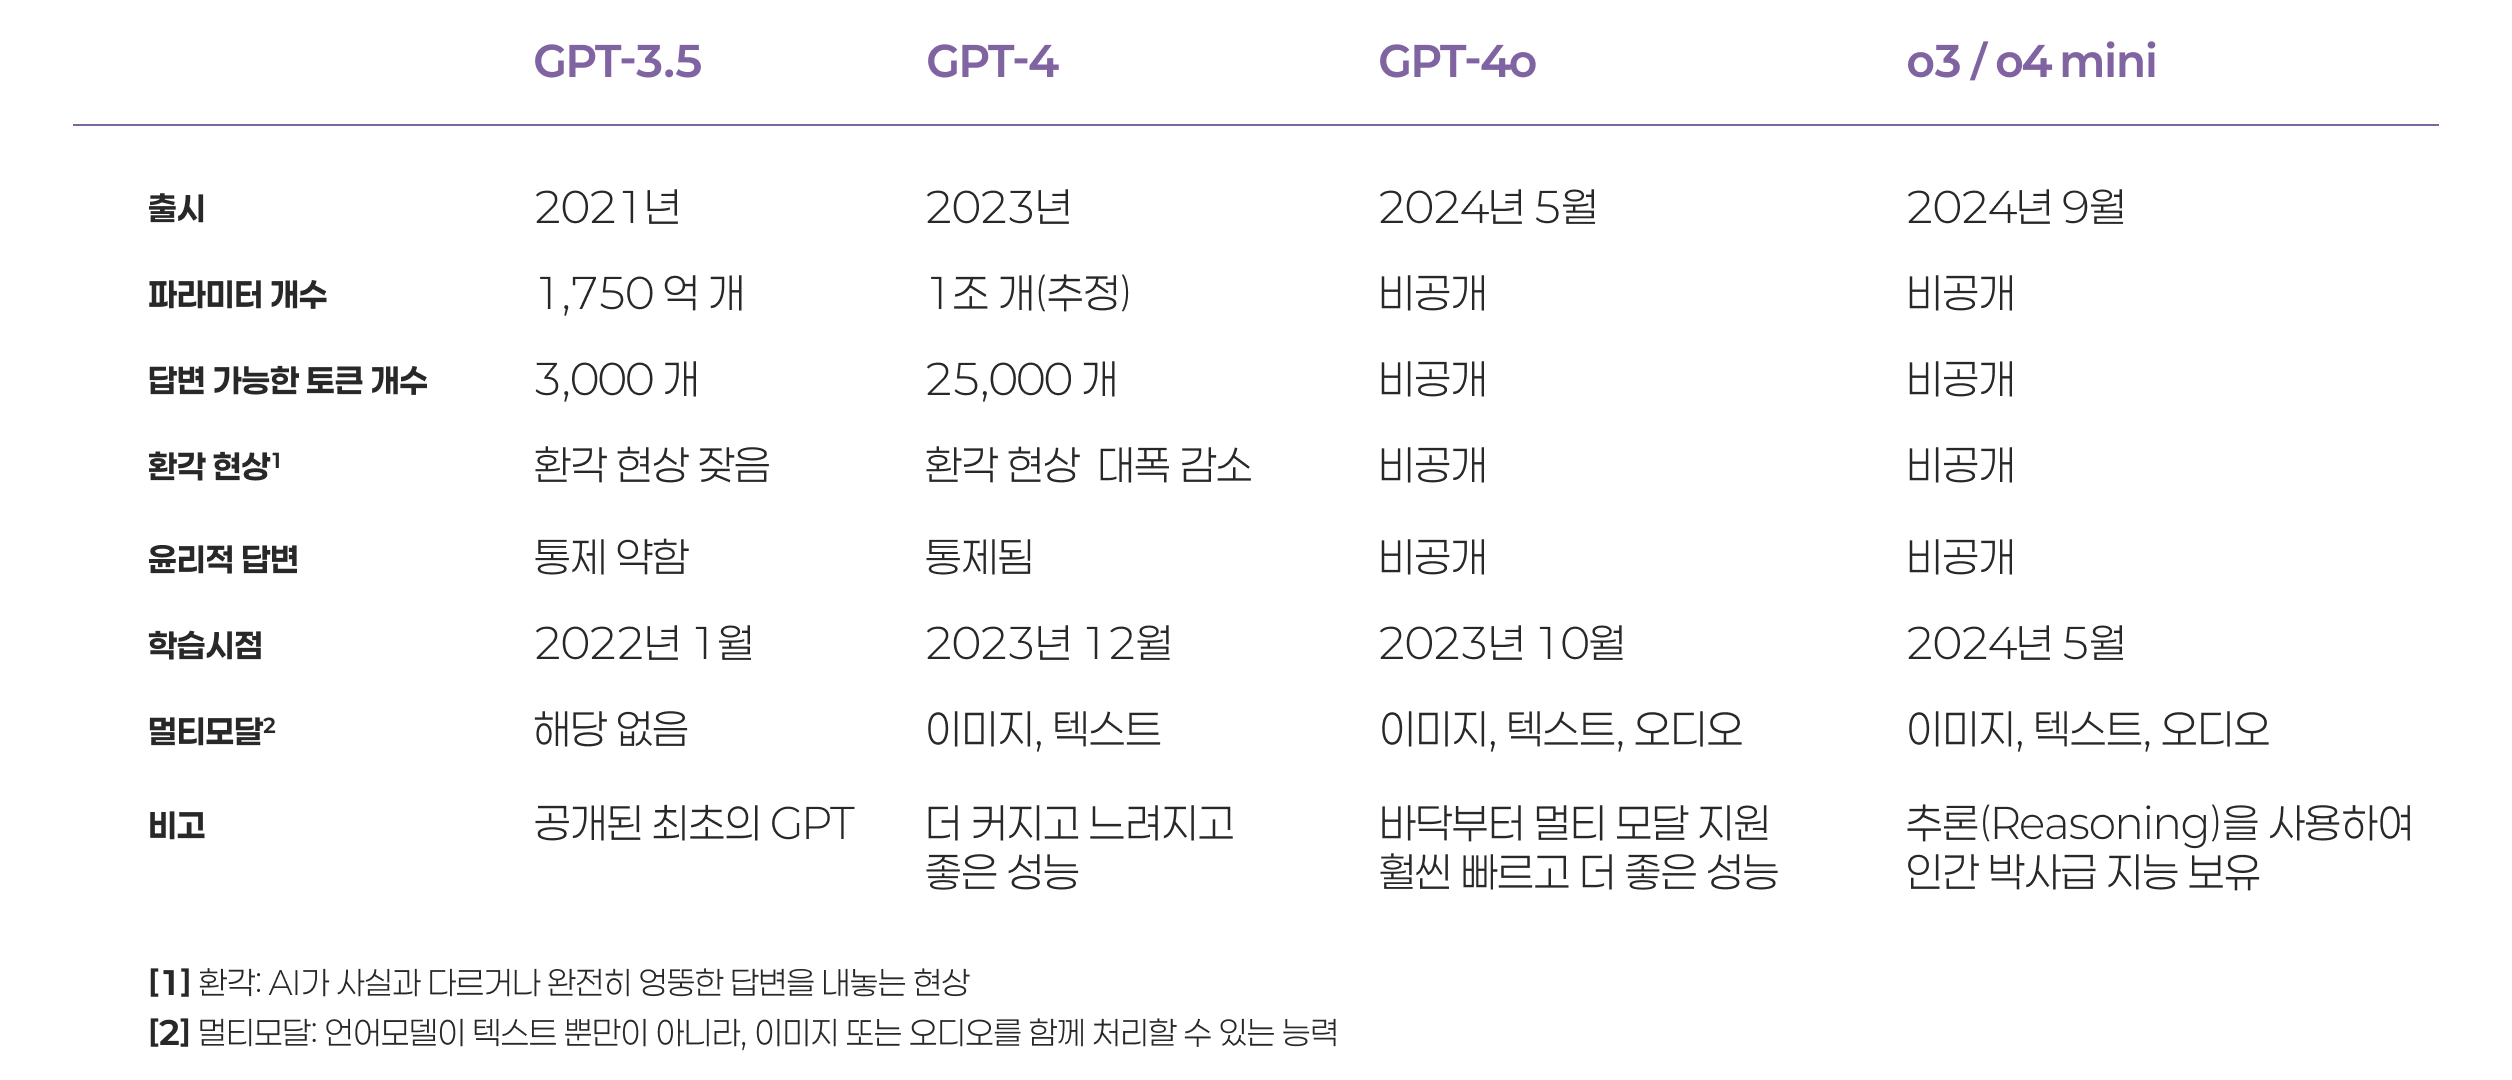 GPT-3.5 GPT-4 GPT-4o o3 / o4 mini
출시 2021년 2023년 2024년 5월 2024년 9월
파라미터 개수 1,750억 개 1조 개(추정) 비공개 비공개
답변 가능한 토큰 개수 3,000개 25,000개 비공개 비공개
환각 현상¹ 환각 현상 잦음 환각 현상 대폭 감소 비공개 비공개
윤리적 답변 통제 약함 통제됨 비공개 비공개
학습시점 2022년 1월 2023년 12월 2023년 10월 2024년 5월
멀티모달² 해당 없음 이미지, 텍스트 이미지, 텍스트, 오디오 이미지, 텍스트, 오디오
비고 공개된 최초의 GPT 더 커지고 느려지고 바닥부터 멀티 모달 지원 추론(Reasoning)을 사용하여
좋은 성능 훨씬 빠르고 더 좋은 성능 인간 박사급 지능 보유
[1] 환각: AI가 사실과 다르거나 완전히 엉뚱한 답변을 내놓는 현상
[2] 멀티모달: 언어모델이 텍스트 뿐만이 아니라, 이미지 또는 오디오를 함께 처리할 수 있는 능력